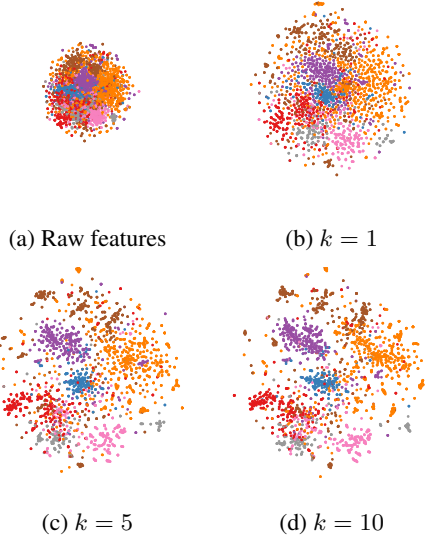 (a) Raw features
(b) k = 1
(c) k = 5
(d) k = 10